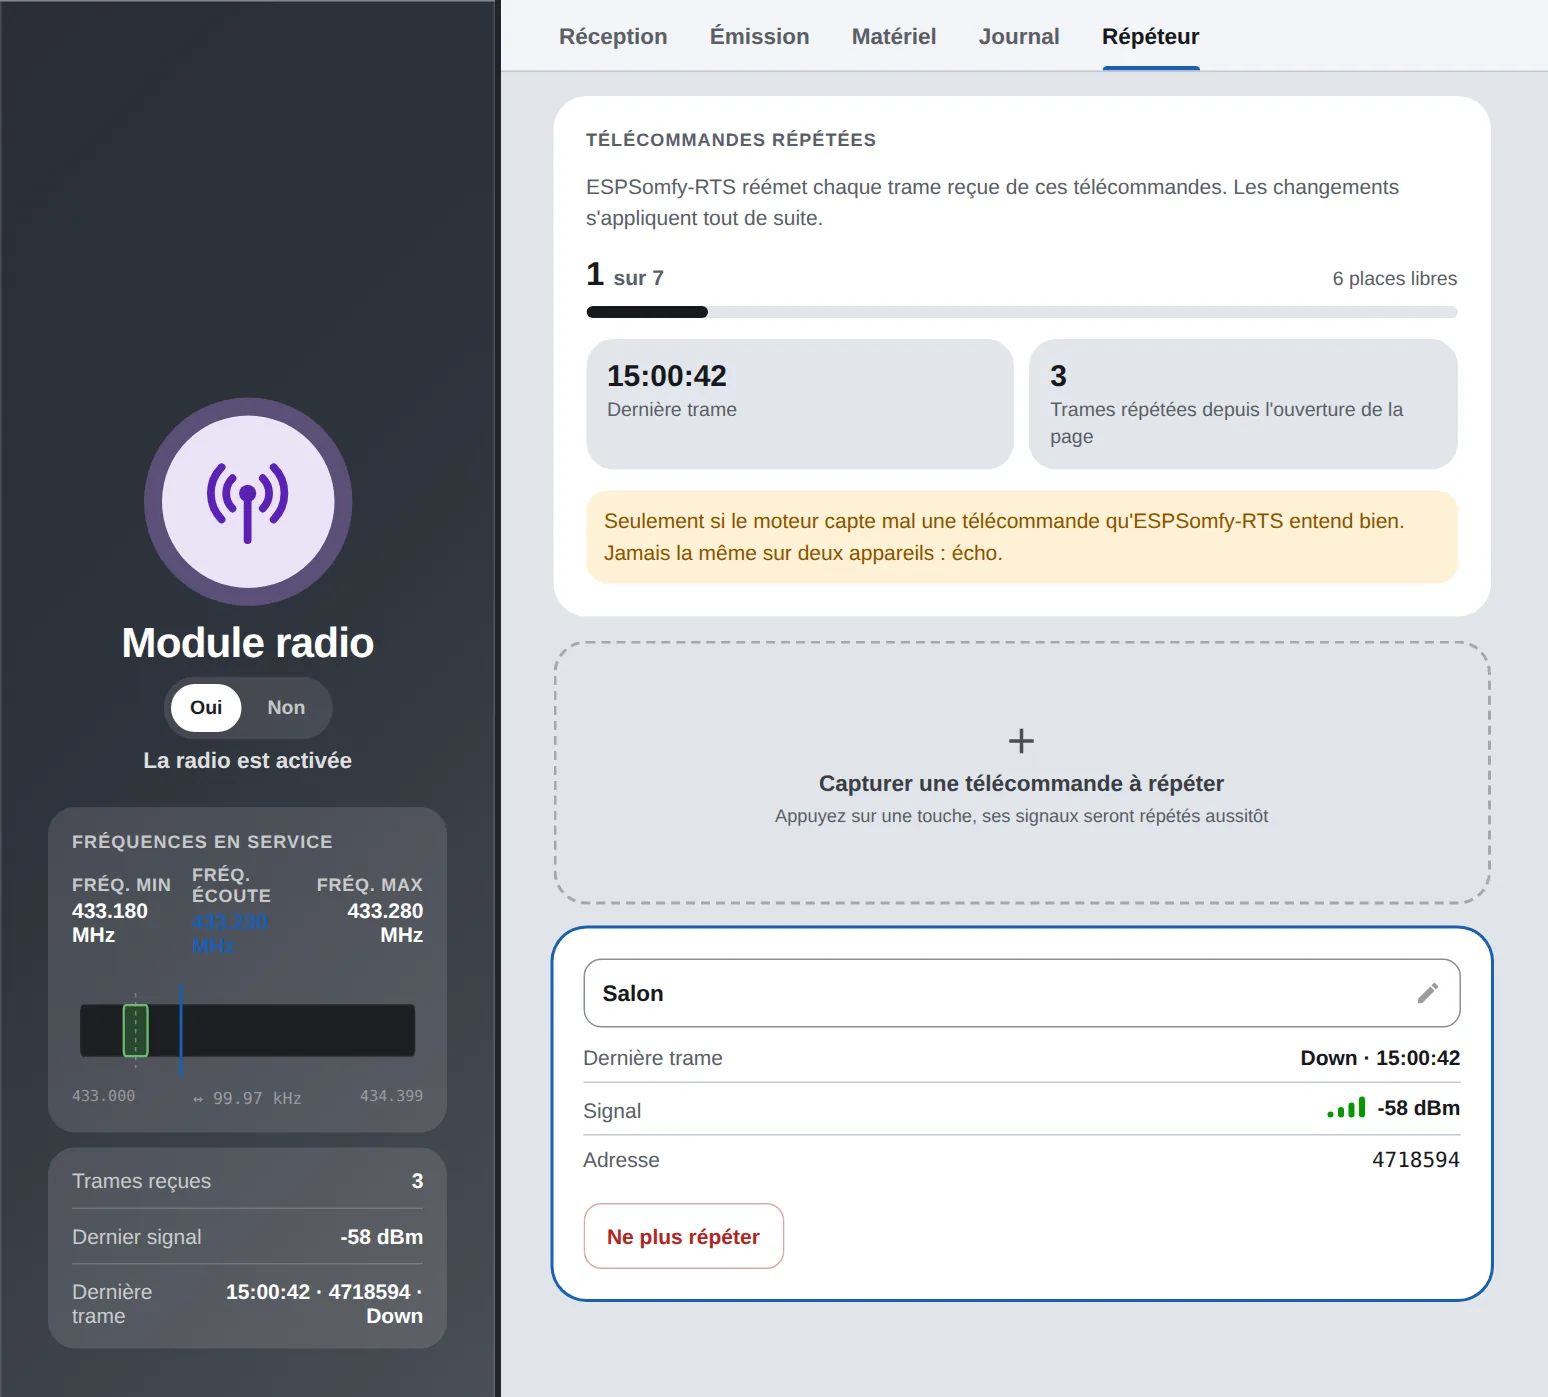 Module radio
Oui
Non
La radio est activée
FRÉQUENCES EN SERVICE
FRÉQ. MIN
433.180
MHz
FRÉQ.
ÉCOUTE
433.230
MHz
FRÉQ. MAX
433.280
MHz
433.000
↔ 99.97 kHz
434.399
Trames reçues
3
Dernier signal
-58 dBm
Dernière
trame
15:00:42 · 4718594 ·
Down
Réception
Émission
Matériel
Journal
Répéteur
TÉLÉCOMMANDES RÉPÉTÉES
ESPSomfy-RTS réémet chaque trame reçue de ces télécommandes. Les changements
s'appliquent tout de suite.
1 sur 7
6 places libres
15:00:42
Dernière trame
3
Trames répétées depuis l'ouverture de la
page
Seulement si le moteur capte mal une télécommande qu'ESPSomfy-RTS entend bien.
Jamais la même sur deux appareils : écho.
Capturer une télécommande à répéter
Appuyez sur une touche, ses signaux seront répétés aussitôt
Salon
Dernière trame
Down · 15:00:42
Signal
-58 dBm
Adresse
4718594
Ne plus répéter